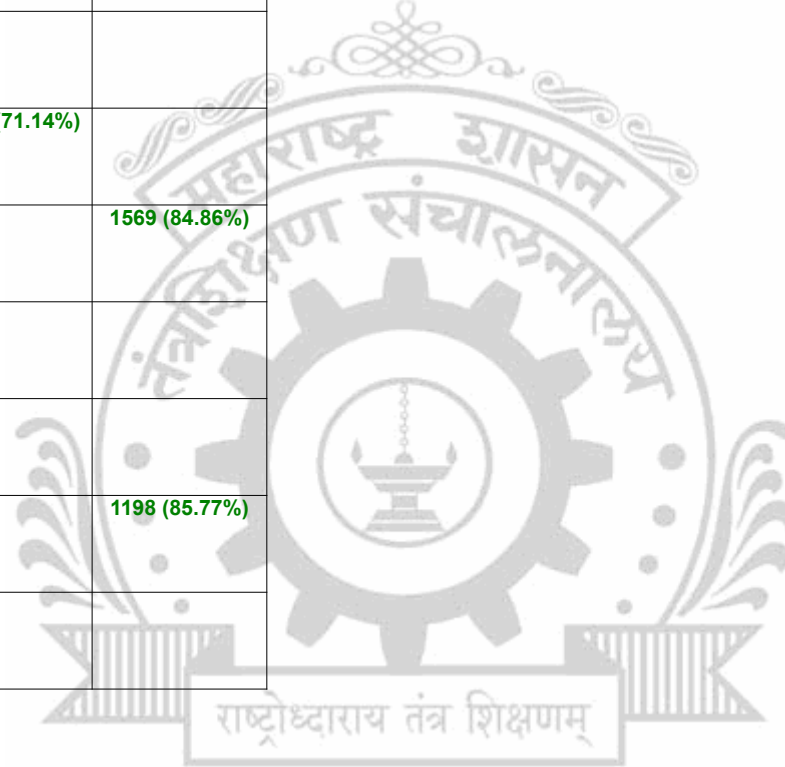 71.14%)
महाराष्ट्र शासन
1569 (84.86%)
तंत्रशिक्षण संचालनालय
1198 (85.77%)
राष्ट्रोध्दाराय तंत्र शिक्षणम्